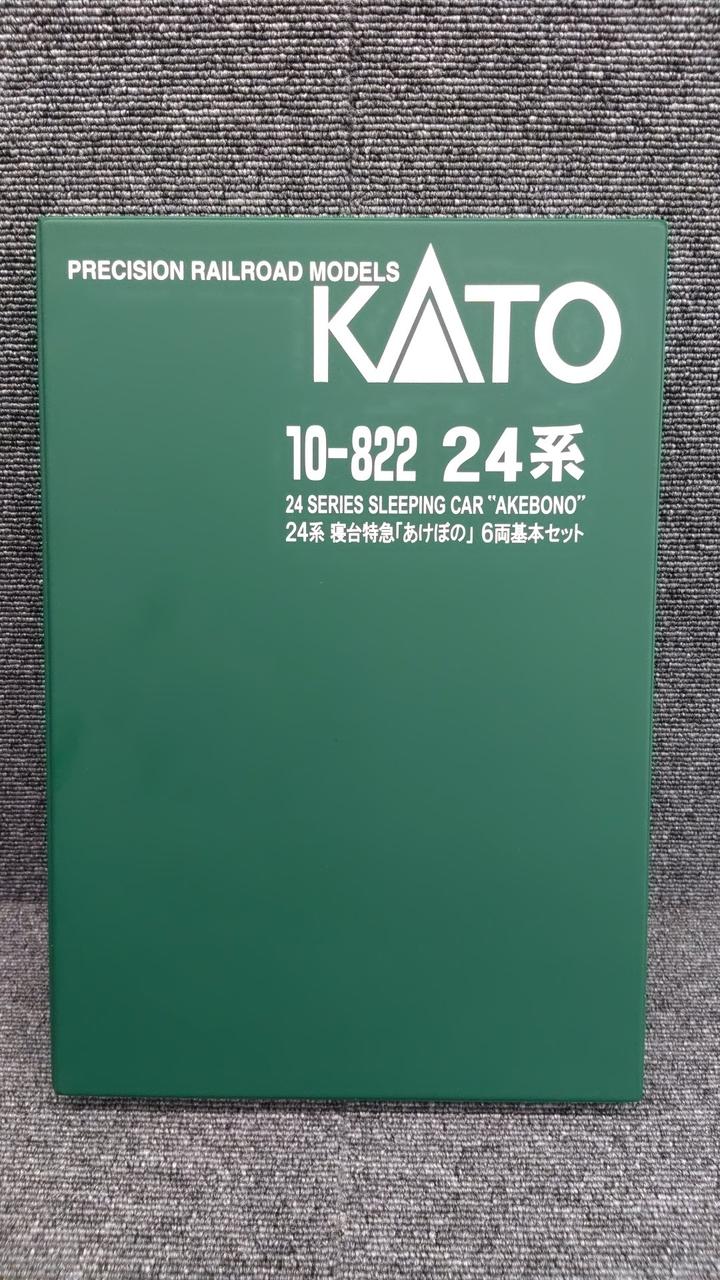 PRECISION RAILROAD MODELS
KATO
10-822 24系
24 SERIES SLEEPING CAR “AKEBONO”
24系 寝台特急「あけぼの」 6両基本セット